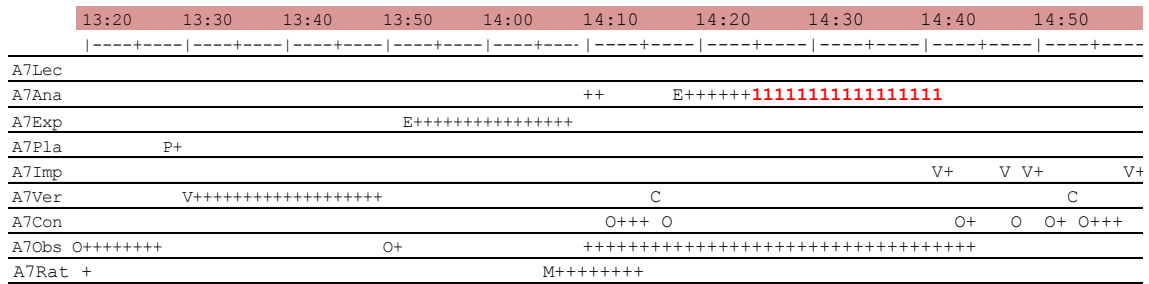 13:20 13:30 13:40 13:50 14:00 14:10 14:20 14:30 14:40 14:50
|----+----|----+----|----+----|----+----|----+----|----+----|----+----|----+----|----+----|----+----
A7Lec
A7Ana ++ E++++++11111111111111111
A7Exp E++++++++++++++++
A7Pla P+
A7Imp V+ V V+ V+
A7Ver V+++++++++++++++++++ C C
A7Con O+++ O O+ O O+ O+++
A7Obs O++++++++ O+ +++++++++++++++++++++++++++++++++++
A7Rat + M++++++++